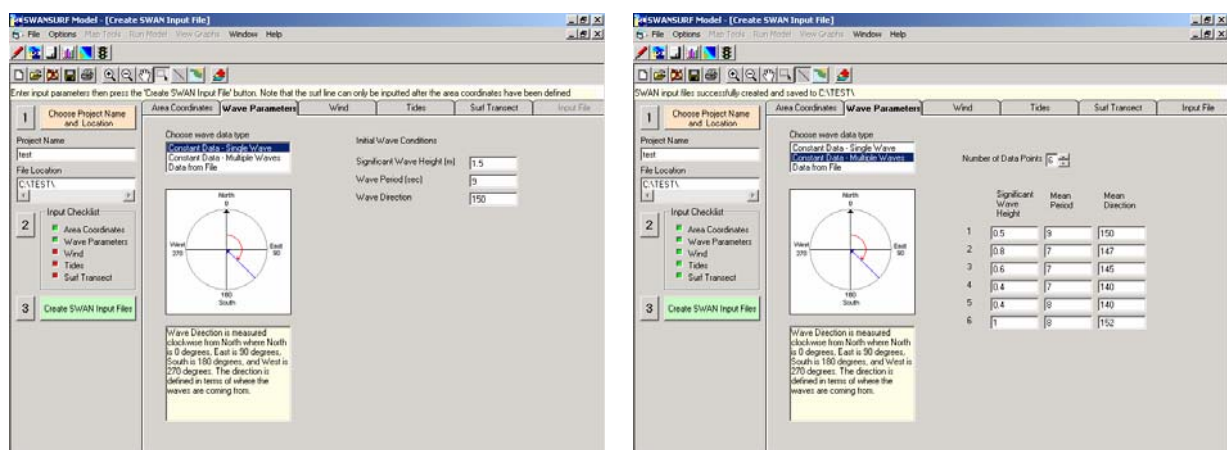 SWANSURF Model - [Create SWAN Input File]
File Options Map Tools Run Model View Graphs Window Help
Enter input parameters then press the 'Create SWAN Input File' button. Note that the surf line can only be inputted after the area coordinates have been defined
1 Choose Project Name and Location
Project Name
test
File Location
C:\TEST\
2 Input Checklist
Area Coordinates
Wave Parameters
Wind
Tides
Surf Transect
3 Create SWAN Input Files
Area Coordinates Wave Parameters Wind Tides Surf Transect Input File
Choose wave data type
Constant Data - Single Wave
Constant Data - Multiple Waves
Data from File
North
0
West
270
East
90
180
South
Wave Direction is measured
clockwise from North where North
is 0 degrees, East is 90 degrees,
South is 180 degrees, and West is
270 degrees. The direction is
defined in terms of where the
waves are coming from.
Initial Wave Conditions
Significant Wave Height (m) 1.5
Wave Period (sec) 9
Wave Direction 150
SWANSURF Model - [Create SWAN Input File]
File Options Map Tools Run Model View Graphs Window Help
SWAN input files successfully created and saved to C:\TEST\
1 Choose Project Name and Location
Project Name
test
File Location
C:\TEST\
2 Input Checklist
Area Coordinates
Wave Parameters
Wind
Tides
Surf Transect
3 Create SWAN Input Files
Area Coordinates Wave Parameters Wind Tides Surf Transect Input File
Choose wave data type
Constant Data - Single Wave
Constant Data - Multiple Waves
Data from File
North
0
West
270
East
90
180
South
Wave Direction is measured
clockwise from North where North
is 0 degrees, East is 90 degrees,
South is 180 degrees, and West is
270 degrees. The direction is
defined in terms of where the
waves are coming from.
Number of Data Points 6
Significant Wave Height Mean Period Mean Direction
1 0.5 9 150
2 0.8 7 147
3 0.6 7 145
4 0.4 7 140
5 0.4 8 140
6 1 8 152